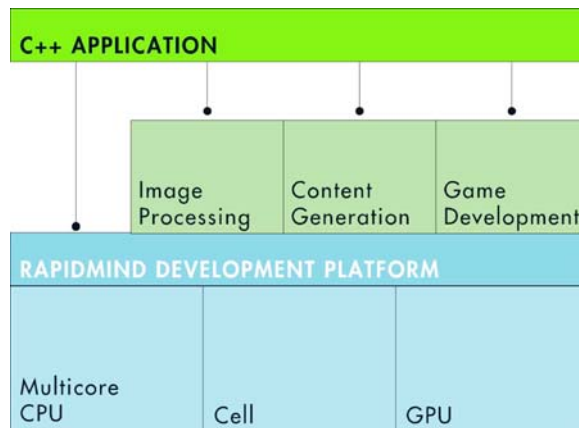 C++ APPLICATION
Image
Processing
Content
Generation
Game
Development
RAPIDMIND DEVELOPMENT PLATFORM
Multicore
CPU
Cell
GPU